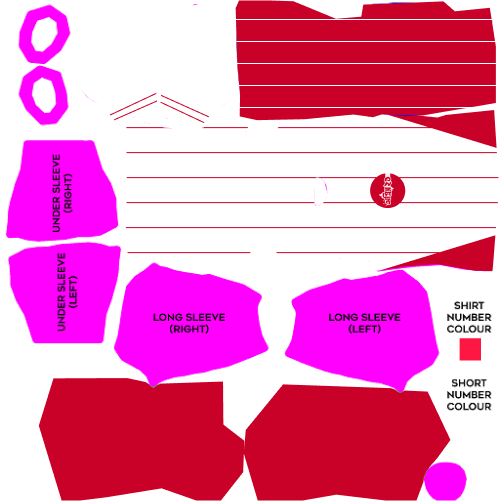 UNDER SLEEVE
(RIGHT)
UNDER SLEEVE
(LEFT)
LONG SLEEVE
(RIGHT)
LONG SLEEVE
(LEFT)
SHIRT
NUMBER
COLOUR
SHORT
NUMBER
COLOUR